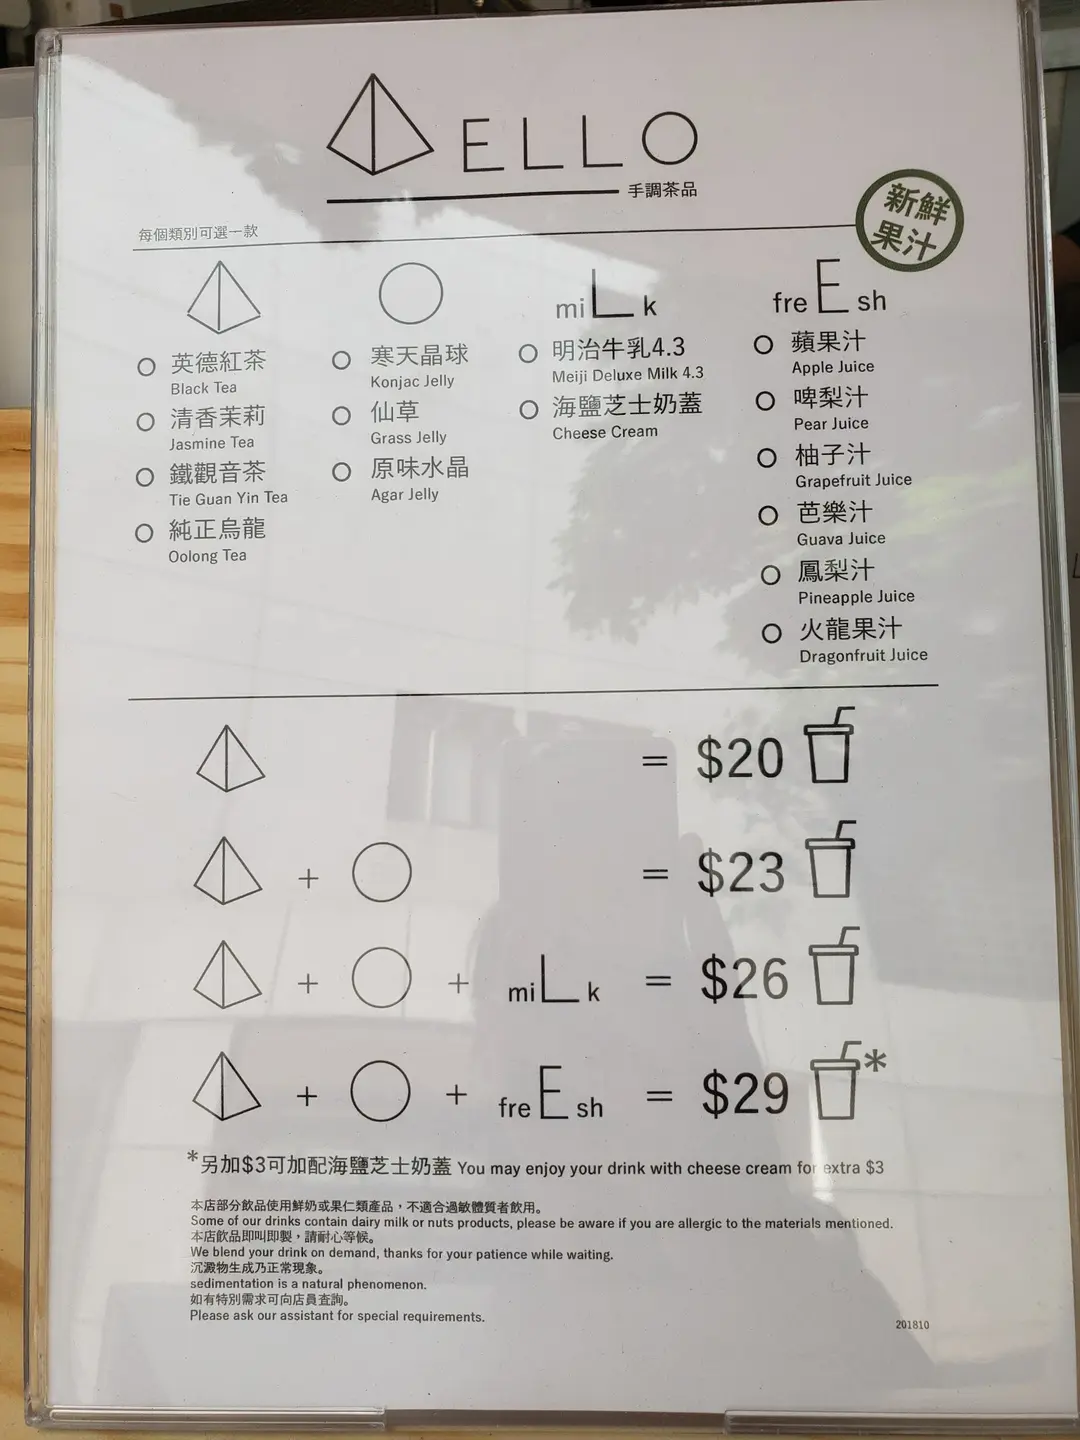 ELLO
手調茶品
新鮮
果汁
每個類別可選一款
miLk
freEsh
英德紅茶
Black Tea
清香茉莉
Jasmine Tea
鐵觀音茶
Tie Guan Yin Tea
純正烏龍
Oolong Tea
寒天晶球
Konjac Jelly
仙草
Grass Jelly
原味水晶
Agar Jelly
明治牛乳4.3
Meiji Deluxe Milk 4.3
海鹽芝士奶蓋
Cheese Cream
蘋果汁
Apple Juice
啤梨汁
Pear Juice
柚子汁
Grapefruit Juice
芭樂汁
Guava Juice
鳳梨汁
Pineapple Juice
火龍果汁
Dragonfruit Juice
= $20
+ = $23
+ + miLk = $26
+ + freEsh = $29 *
*另加$3可加配海鹽芝士奶蓋 You may enjoy your drink with cheese cream for extra $3
本店部分飲品使用鮮奶或果仁類產品，不適合過敏體質者飲用。
Some of our drinks contain dairy milk or nuts products, please be aware if you are allergic to the materials mentioned.
本店飲品即叫即製，請耐心等候。
We blend your drink on demand, thanks for your patience while waiting.
沉澱物生成乃正常現象。
sedimentation is a natural phenomenon.
如有特別需求可向店員查詢。
Please ask our assistant for special requirements.
201810